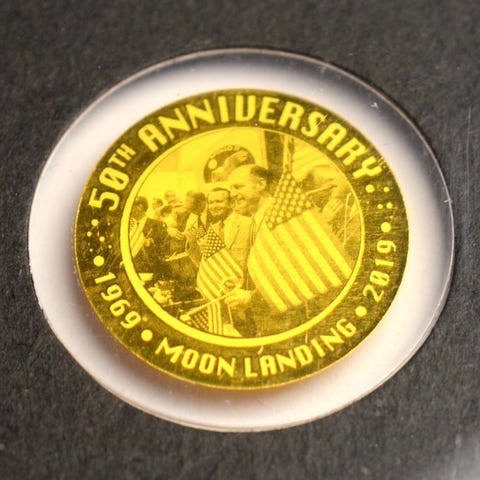 50TH ANNIVERSARY
1969 • MOON LANDING • 2019